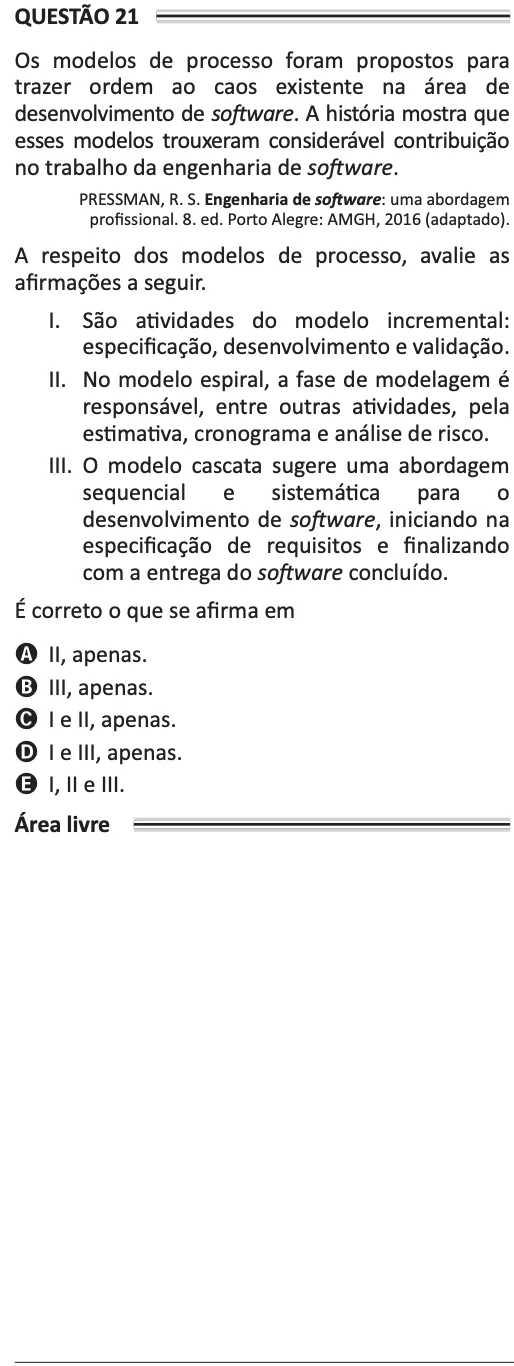 QUESTÃO 21
Os modelos de processo foram propostos para
trazer ordem ao caos existente na área de
desenvolvimento de software. A história mostra que
esses modelos trouxeram considerável contribuição
no trabalho da engenharia de software.
PRESSMAN, R. S. Engenharia de software: uma abordagem
profissional. 8. ed. Porto Alegre: AMGH, 2016 (adaptado).
A respeito dos modelos de processo, avalie as
afirmações a seguir.
I. São atividades do modelo incremental:
especificação, desenvolvimento e validação.
II. No modelo espiral, a fase de modelagem é
responsável, entre outras atividades, pela
estimativa, cronograma e análise de risco.
III. O modelo cascata sugere uma abordagem
sequencial e sistemática para o
desenvolvimento de software, iniciando na
especificação de requisitos e finalizando
com a entrega do software concluído.
É correto o que se afirma em
A II, apenas.
B III, apenas.
C I e II, apenas.
D I e III, apenas.
E I, II e III.
Área livre